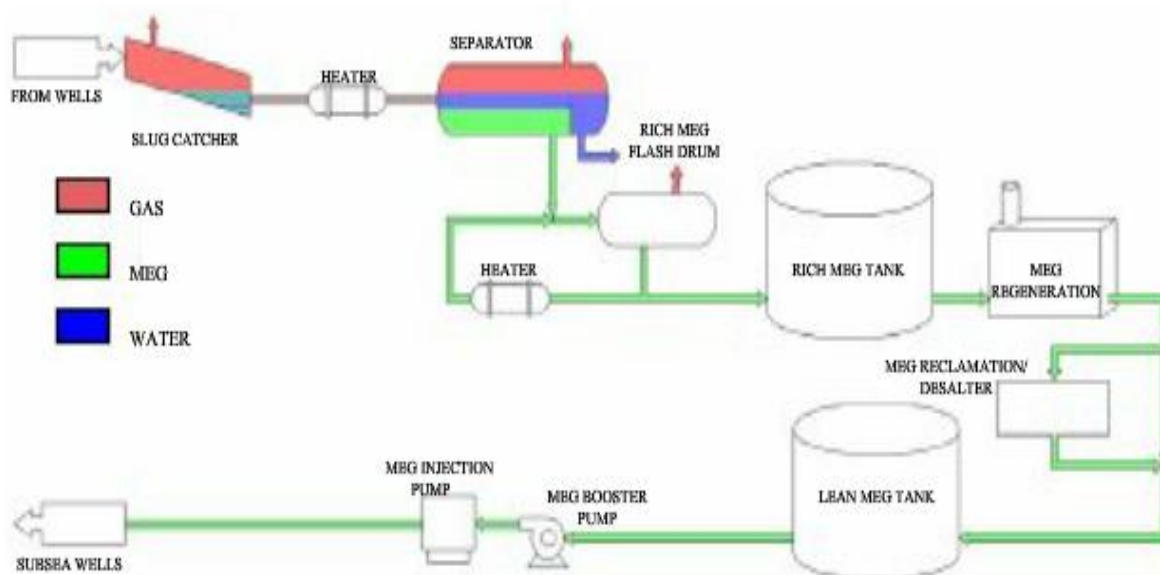 SEPARATOR
HEATER
FROM WELLS
SLUG CATCHER
RICH MEG
FLASH DRUM
GAS
MEG
WATER
HEATER
RICH MEG TANK
MEG
REGENERATION
MEG RECLAMATION/
DESALTER
MEG INJECTION
PUMP
MEG BOOSTER
PUMP
LEAN MEG TANK
SUBSEA WELLS